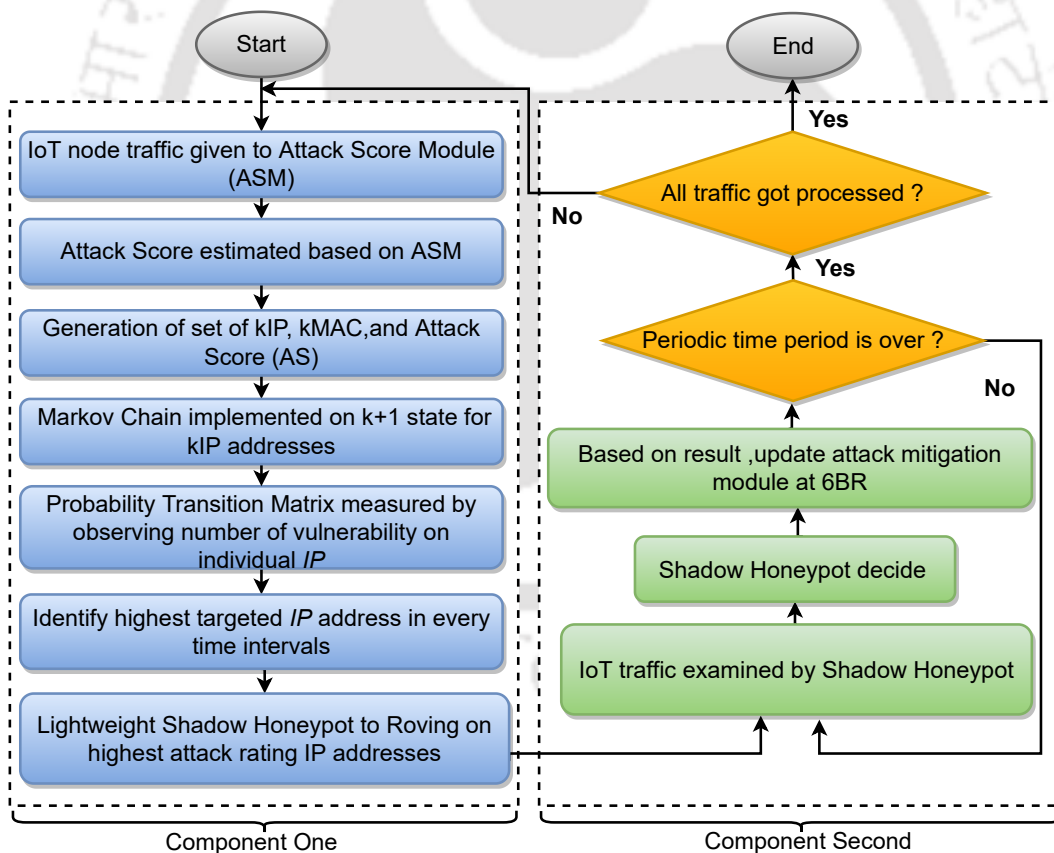 Start
IoT node traffic given to Attack Score Module
(ASM)
Attack Score estimated based on ASM
Generation of set of kIP, kMAC,and Attack
Score (AS)
Markov Chain implemented on k+1 state for
kIP addresses
Probability Transition Matrix measured by
observing number of vulnerability on
individual IP
Identify highest targeted IP address in every
time intervals
Lightweight Shadow Honeypot to Roving on
highest attack rating IP addresses
Component One
End
Yes
All traffic got processed ?
No
Yes
Periodic time period is over ?
No
Based on result ,update attack mitigation
module at 6BR
Shadow Honeypot decide
IoT traffic examined by Shadow Honeypot
Component Second